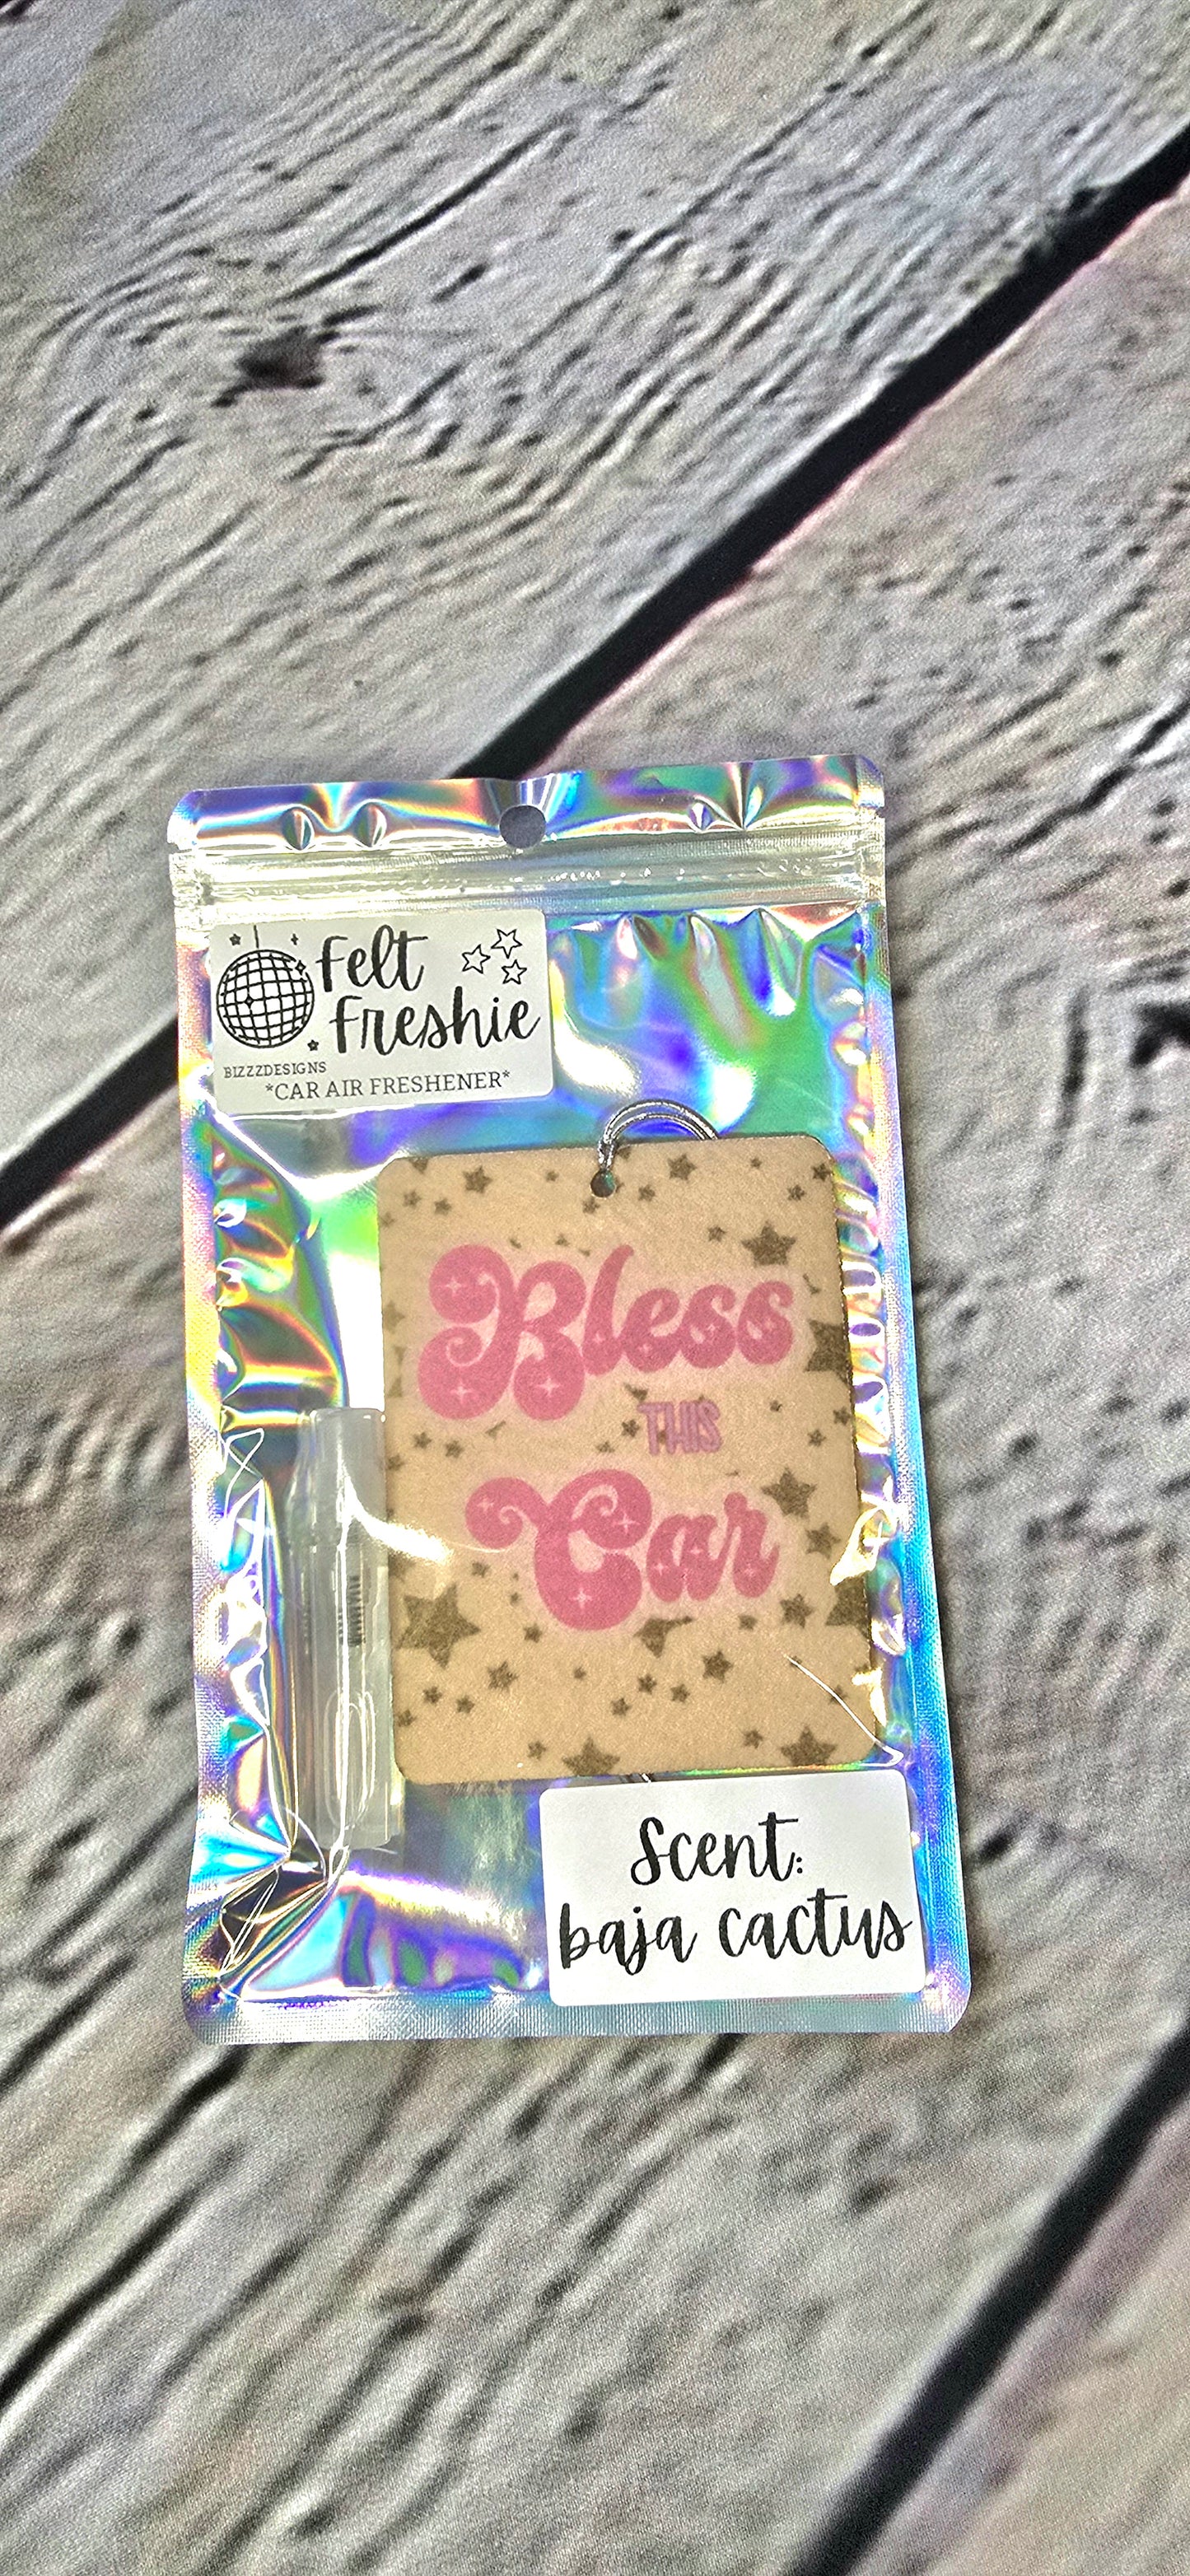 Felt
Freshie
BIZZZDESIGNS
*CAR AIR FRESHENER*
Bless
THIS
Car
Scent:
baja cactus